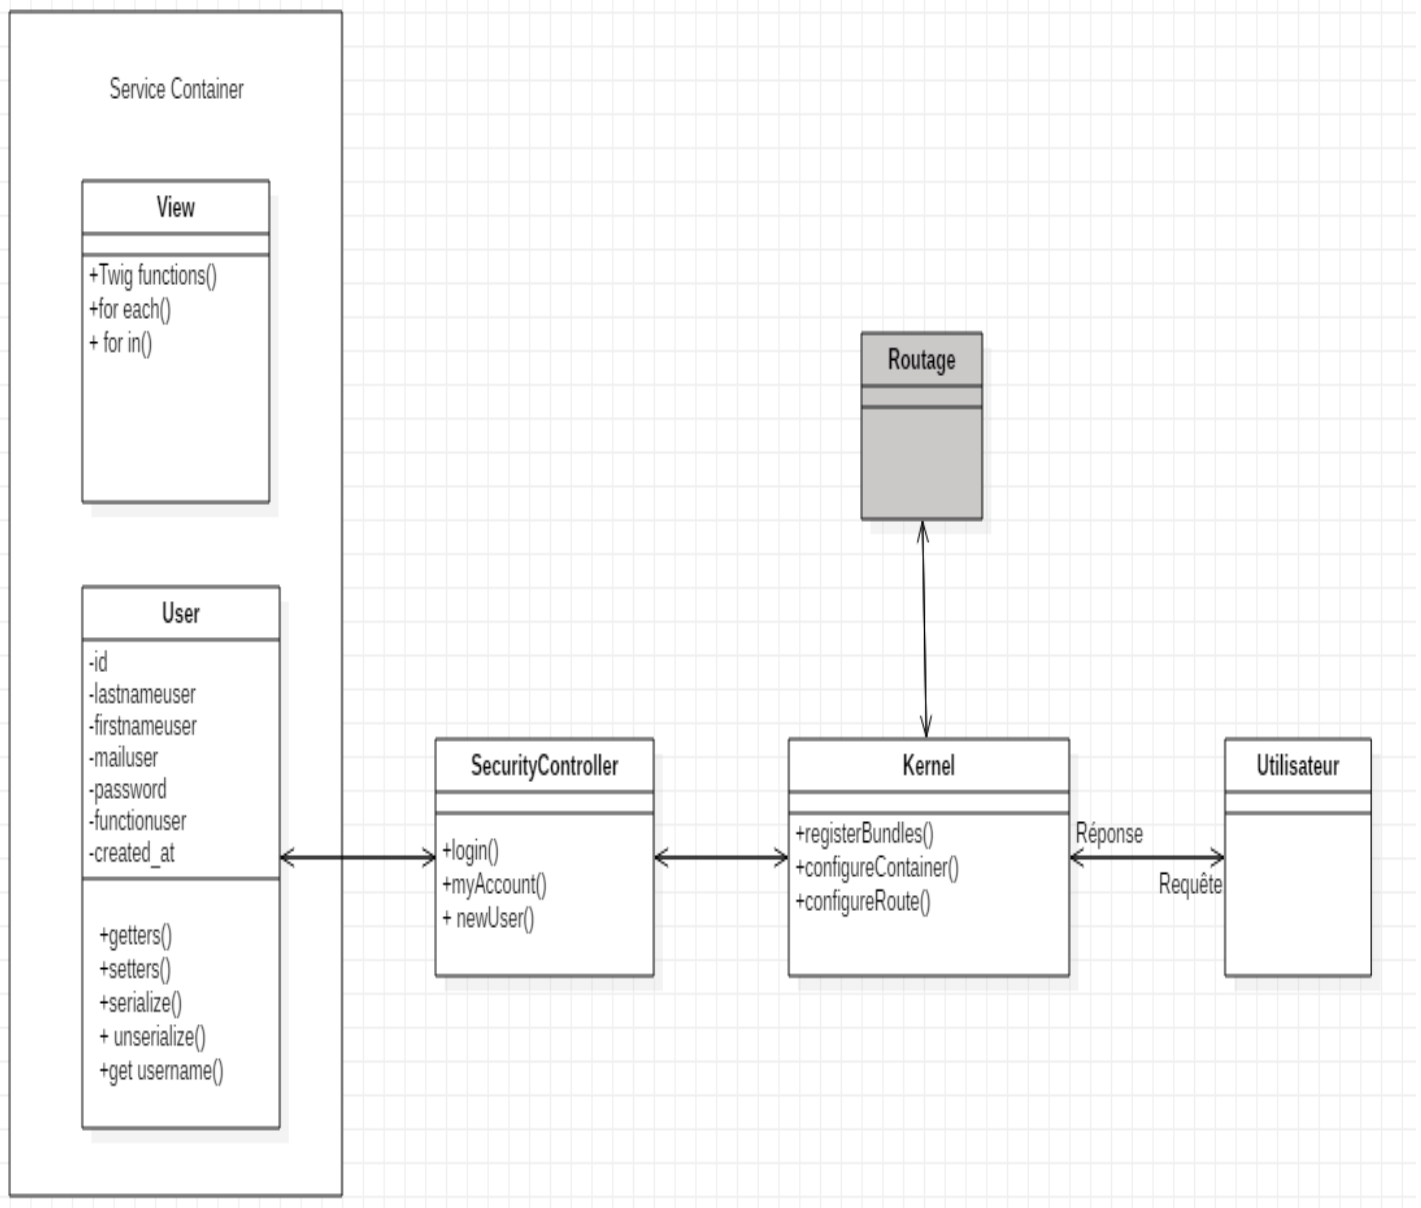 Service Container
View
+Twig functions()
+for each()
+ for in()
User
-id
-lastnameuser
-firstnameuser
-mailuser
-password
-functionuser
-created_at
+getters()
+setters()
+serialize()
+ unserialize()
+get username()
SecurityController
+login()
+myAccount()
+ newUser()
Routage
Kernel
+registerBundles()
+configureContainer()
+configureRoute()
Réponse
Requête
Utilisateur